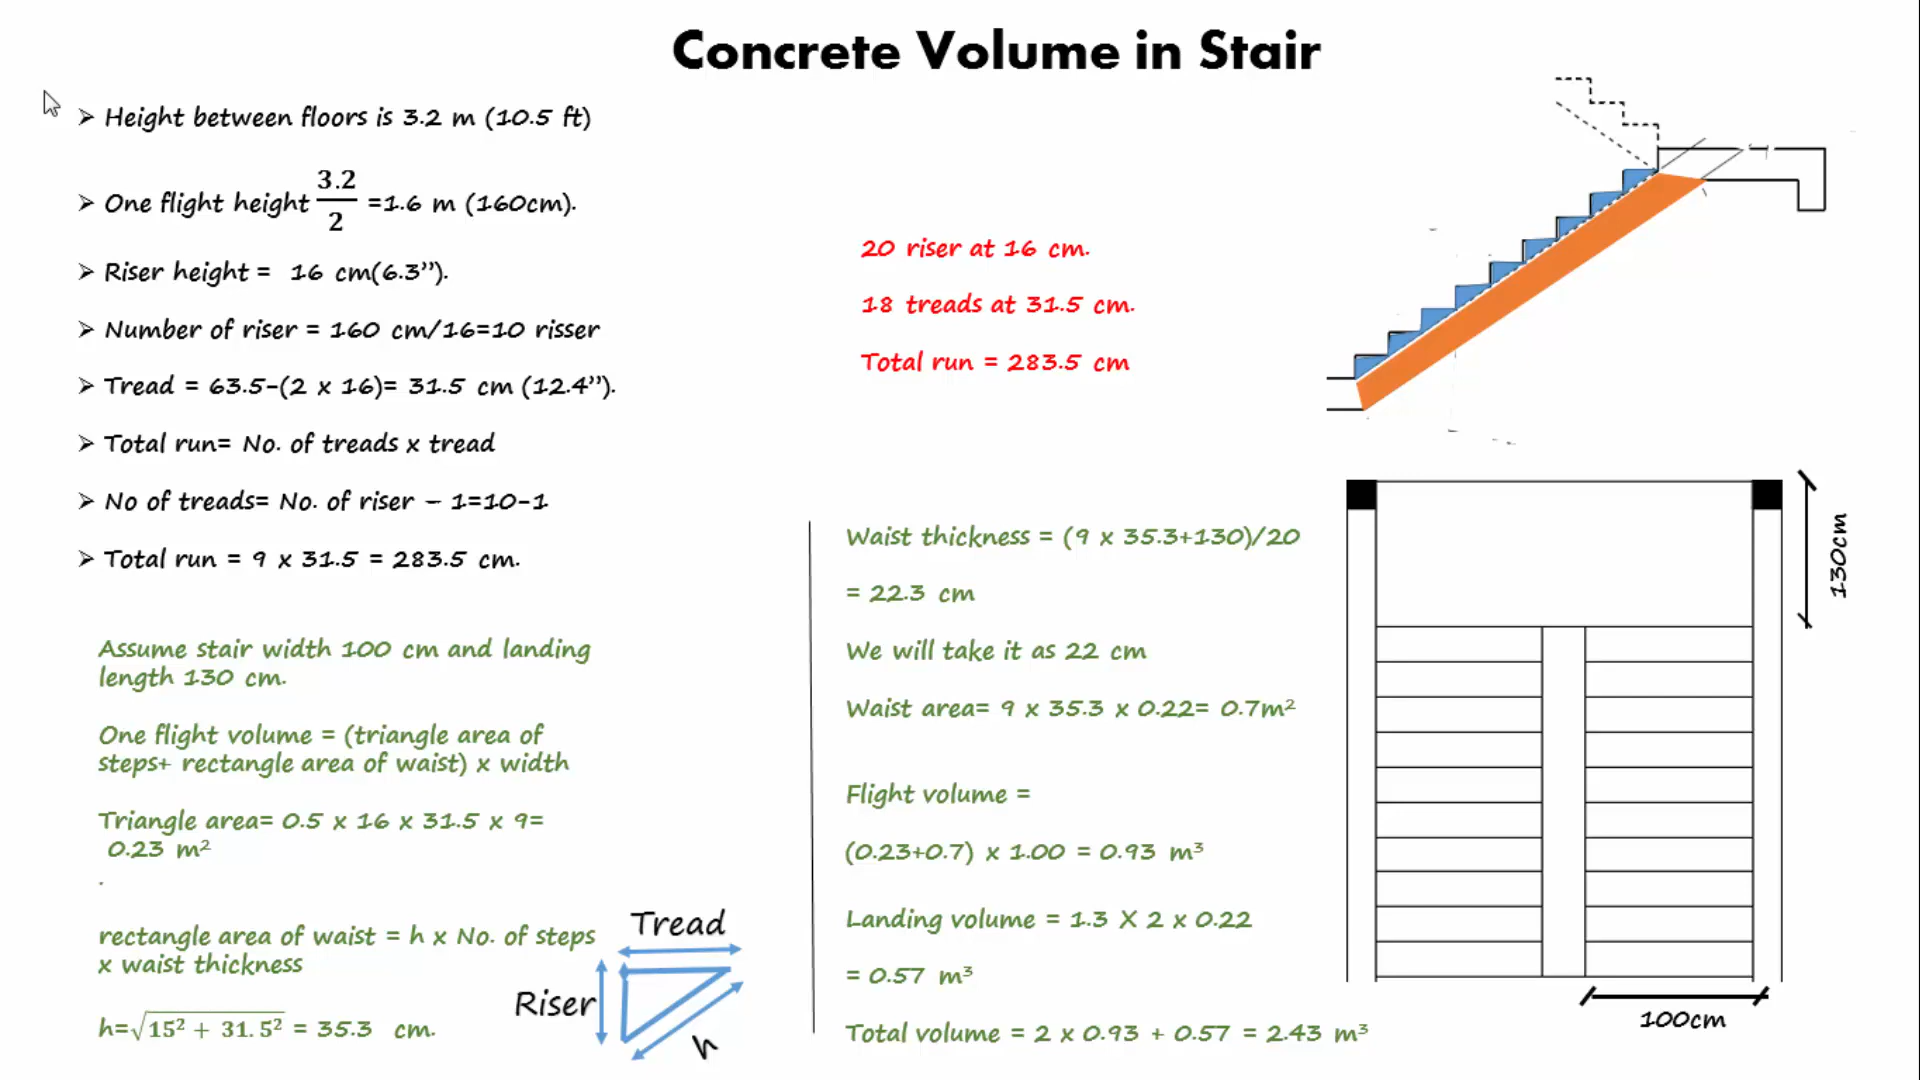 Concrete Volume in Stair
➢ Height between floors is 3.2 m (10.5 ft)
➢ One flight height 3.2/2 =1.6 m (160cm).
➢ Riser height = 16 cm(6.3”).
➢ Number of riser = 160 cm/16=10 risser
➢ Tread = 63.5-(2 x 16)= 31.5 cm (12.4”).
➢ Total run= No. of treads x tread
➢ No of treads= No. of riser – 1=10-1
➢ Total run = 9 x 31.5 = 283.5 cm.
Assume stair width 100 cm and landing
length 130 cm.
One flight volume = (triangle area of
steps+ rectangle area of waist) x width
Triangle area= 0.5 x 16 x 31.5 x 9=
0.23 m²
.
rectangle area of waist = h x No. of steps
x waist thickness
h=√15² + 31.5² = 35.3 cm.
Tread
Riser
h
20 riser at 16 cm.
18 treads at 31.5 cm.
Total run = 283.5 cm
Waist thickness = (9 x 35.3+130)/20
= 22.3 cm
We will take it as 22 cm
Waist area= 9 x 35.3 x 0.22= 0.7m²
Flight volume =
(0.23+0.7) x 1.00 = 0.93 m³
Landing volume = 1.3 X 2 x 0.22
= 0.57 m³
Total volume = 2 x 0.93 + 0.57 = 2.43 m³
130cm
100cm